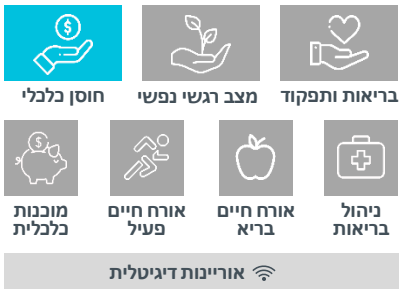 בריאות ותפקוד
מצב רגשי נפשי
חוסן כלכלי
ניהול בריאות
אורח חיים בריא
אורח חיים פעיל
מוכנות כלכלית
אוריינות דיגיטלית